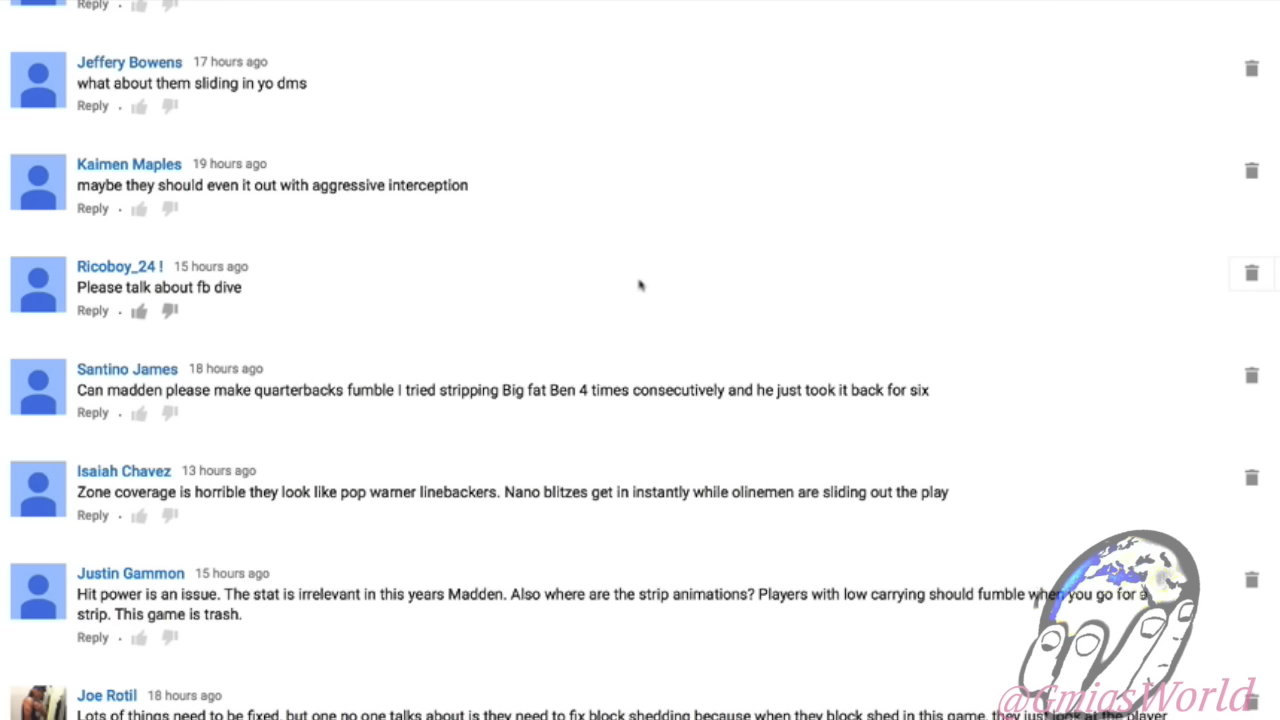 Reply
Jeffery Bowens 17 hours ago
what about them sliding in yo dms
Reply
Kaimen Maples 19 hours ago
maybe they should even it out with aggressive interception
Reply
Ricoboy_24 ! 15 hours ago
Please talk about fb dive
Reply
Santino James 18 hours ago
Can madden please make quarterbacks fumble I tried stripping Big fat Ben 4 times consecutively and he just took it back for six
Reply
Isaiah Chavez 13 hours ago
Zone coverage is horrible they look like pop warner linebackers. Nano blitzes get in instantly while olinemen are sliding out the play
Reply
Justin Gammon 15 hours ago
Hit power is an issue. The stat is irrelevant in this years Madden. Also where are the strip animations? Players with low carrying should fumble when you go for a
strip. This game is trash.
Reply
Joe Rotil 18 hours ago
Lots of things need to be fixed, but one no one talks about is they need to fix block shedding because when they block shed in this game, they just look at the player
@GmiasWorld